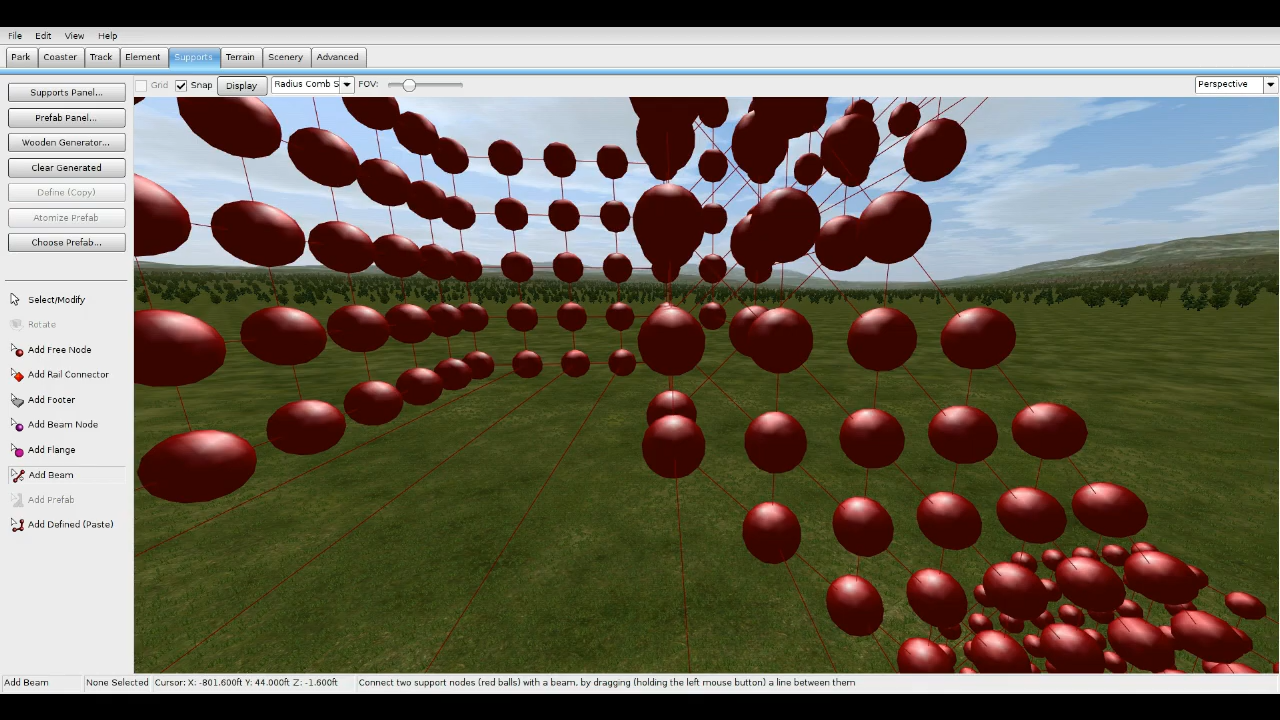 File Edit View Help
Park Coaster Track Element Supports Terrain Scenery Advanced
Grid Snap Display Radius Comb S FOV: Perspective
Supports Panel...
Prefab Panel...
Wooden Generator...
Clear Generated
Define (Copy)
Atomize Prefab
Choose Prefab...
Select/Modify
Rotate
Add Free Node
Add Rail Connector
Add Footer
Add Beam Node
Add Flange
Add Beam
Add Prefab
Add Defined (Paste)
Add Beam None Selected Cursor: X: -801.600ft Y: 44.000ft Z: -1.600ft Connect two support nodes (red balls) with a beam, by dragging (holding the left mouse button) a line between them